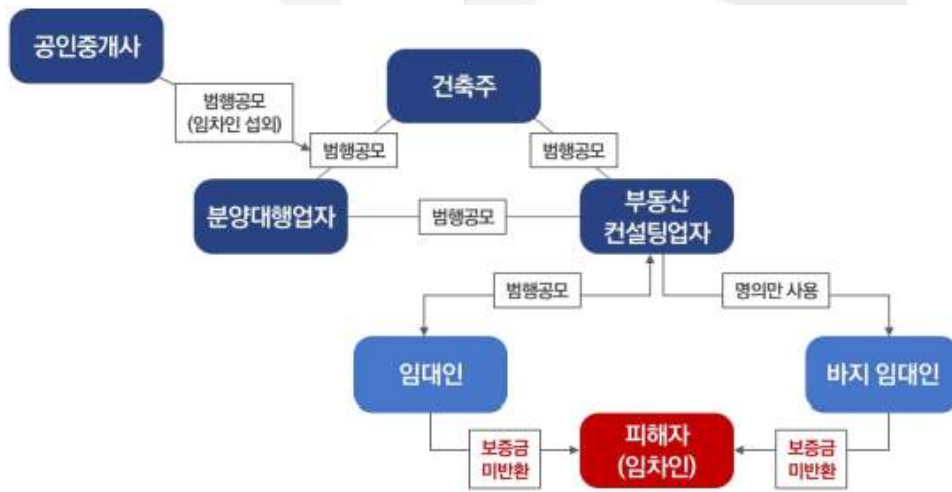 공인중개사
건축주
범행공모
(임차인 섭외)
범행공모
범행공모
분양대행업자
범행공모
부동산
컨설팅업자
범행공모
명의만 사용
임대인
바지 임대인
보증금
미반환
피해자
(임차인)
보증금
미반환